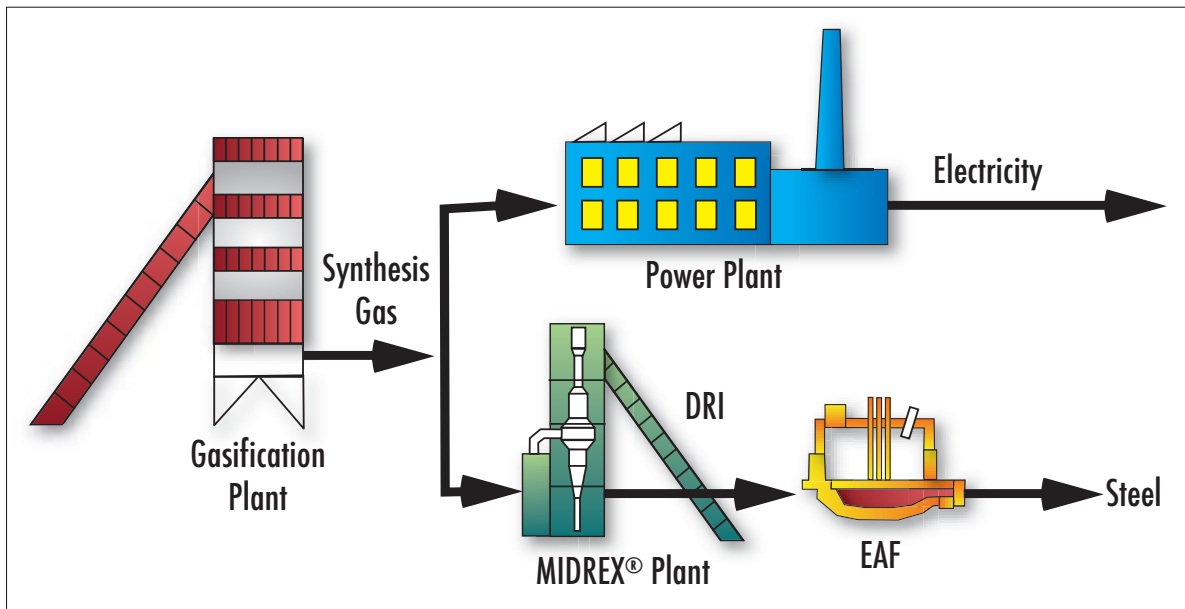 Electricity
Power Plant
Synthesis
Gas
Gasification
Plant
DRI
MIDREX® Plant
EAF
Steel